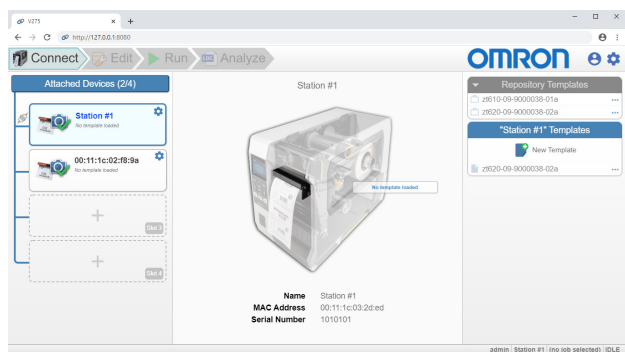 V275
http://127.0.0.1:8080
Connect
Edit
Run
Analyze
OMRON
Attached Devices (2/4)
Station #1
No template loaded
00:11:1c:02:f8:9a
No template loaded
Slot 3
Slot 4
Station #1
No template loaded
Name Station #1
MAC Address 00:11:1c:03:2d:ed
Serial Number 1010101
Repository Templates
zt610-09-9000038-01a
zt620-09-9000038-02a
"Station #1" Templates
New Template
zt620-09-9000038-02a
admin Station #1 (no job selected) IDLE